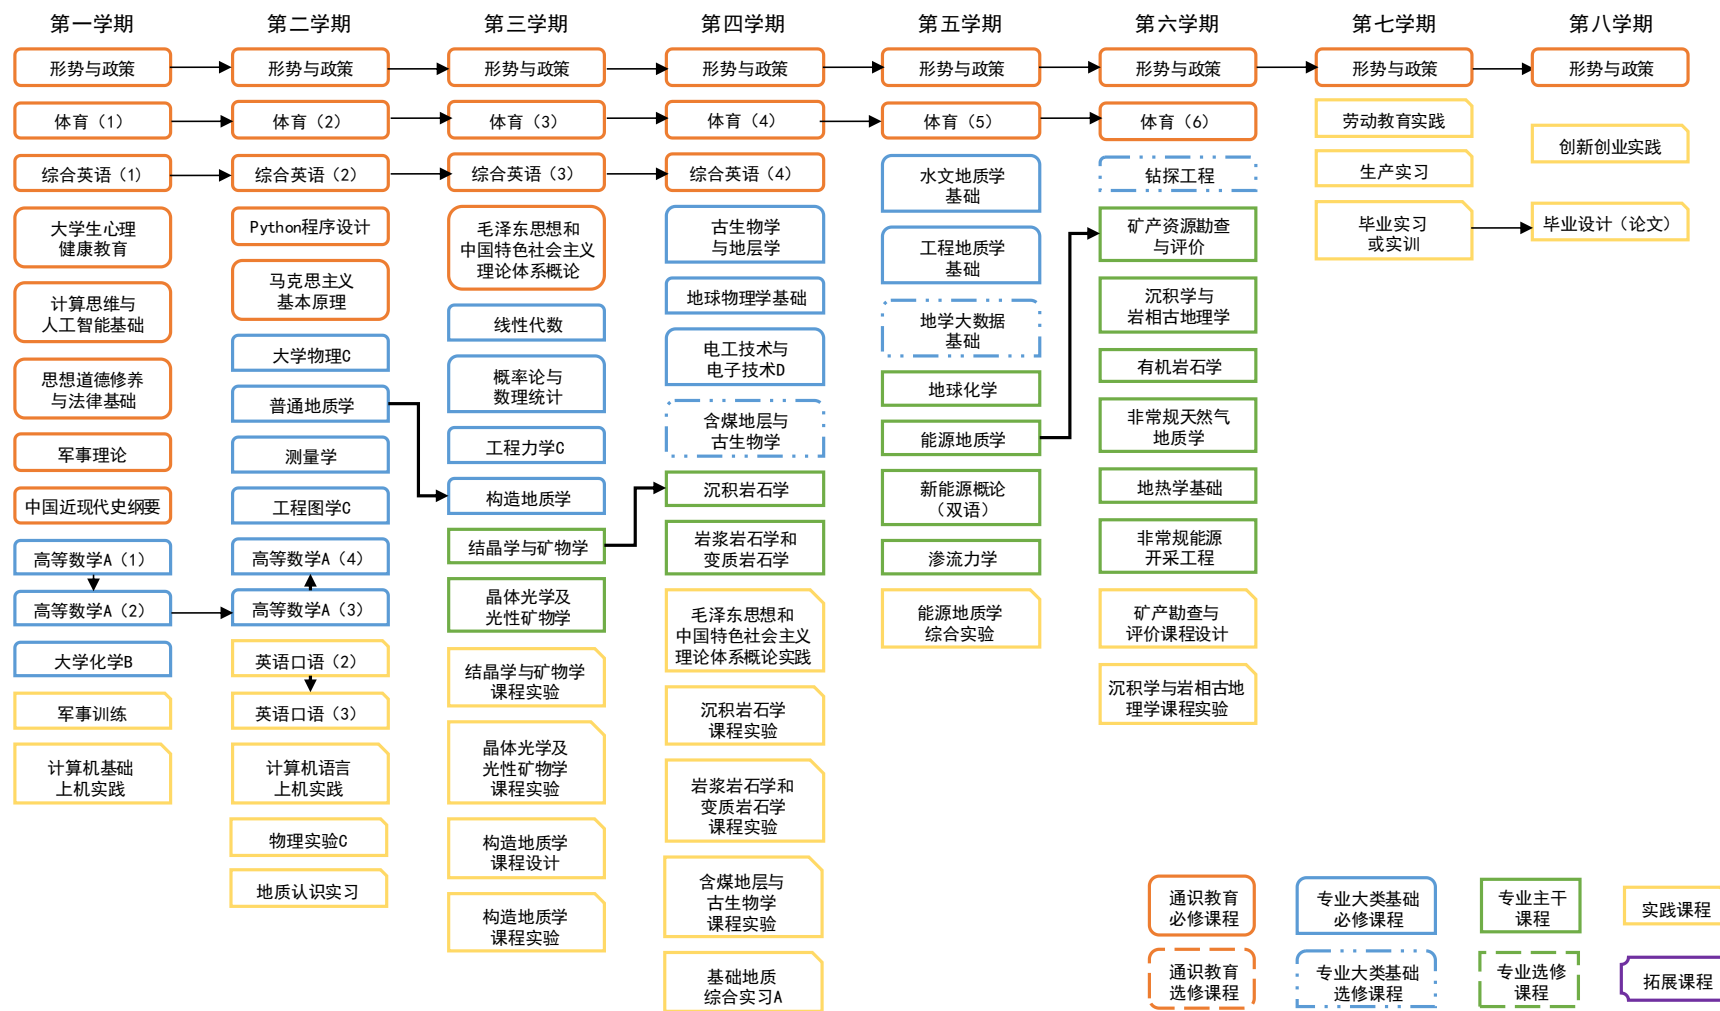 第一学期
形势与政策
体育（1）
综合英语（1）
大学生心理
健康教育
计算思维与
人工智能基础
思想道德修养
与法律基础
军事理论
中国近现代史纲要
高等数学A（1）
高等数学A（2）
大学化学B
军事训练
计算机基础
上机实践
第二学期
形势与政策
体育（2）
综合英语（2）
Python程序设计
马克思主义
基本原理
大学物理C
普通地质学
测量学
工程图学C
高等数学A（4）
高等数学A（3）
英语口语（2）
英语口语（3）
计算机语言
上机实践
物理实验C
地质认识实习
第三学期
形势与政策
体育（3）
综合英语（3）
毛泽东思想和
中国特色社会主义
理论体系概论
线性代数
概率论与
数理统计
工程力学C
构造地质学
结晶学与矿物学
晶体光学及
光性矿物学
结晶学与矿物学
课程实验
晶体光学及
光性矿物学
课程实验
构造地质学
课程设计
构造地质学
课程实验
第四学期
形势与政策
体育（4）
综合英语（4）
古生物学
与地层学
地球物理学基础
电工技术与
电子技术D
含煤地层与
古生物学
沉积岩石学
岩浆岩石学和
变质岩石学
毛泽东思想和
中国特色社会主义
理论体系概论实践
沉积岩石学
课程实验
岩浆岩石学和
变质岩石学
课程实验
含煤地层与
古生物学
课程实验
基础地质
综合实习A
第五学期
形势与政策
体育（5）
水文地质学
基础
工程地质学
基础
地学大数据
基础
地球化学
能源地质学
新能源概论
（双语）
渗流力学
能源地质学
综合实验
第六学期
形势与政策
体育（6）
钻探工程
矿产资源勘查
与评价
沉积学与
岩相古地理学
有机岩石学
非常规天然气
地质学
地热学基础
非常规能源
开采工程
矿产勘查与
评价课程设计
沉积学与岩相古地
理学课程实验
第七学期
形势与政策
劳动教育实践
生产实习
毕业实习
或实训
第八学期
形势与政策
创新创业实践
毕业设计（论文）
通识教育
必修课程
专业大类基础
必修课程
专业主干
课程
实践课程
通识教育
选修课程
专业大类基础
选修课程
专业选修
课程
拓展课程